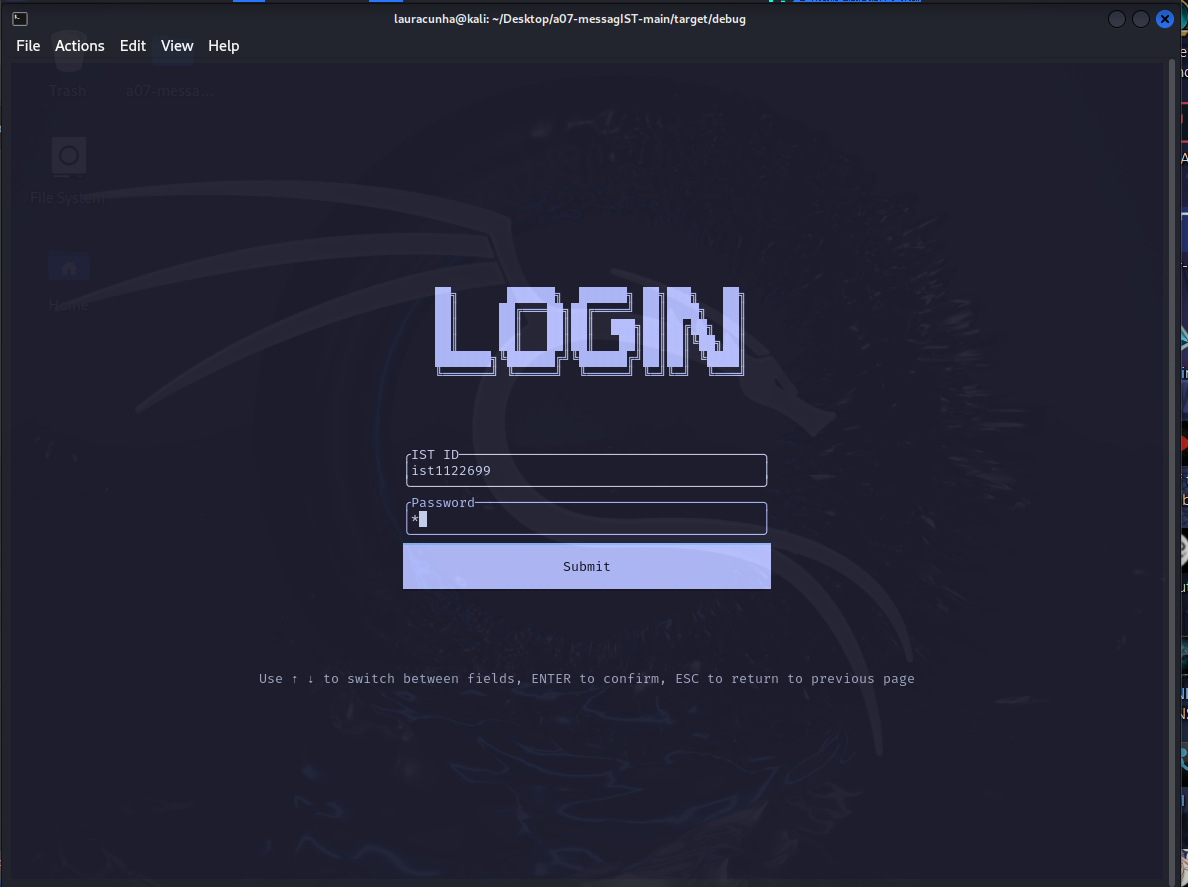 lauracunha@kali: ~/Desktop/a07-messagIST-main/target/debug
File Actions Edit View Help
Trash
a07-messa...
File System
Home
LOGIN
IST ID
ist1122699
Password
*
Submit
Use ↑ ↓ to switch between fields, ENTER to confirm, ESC to return to previous page